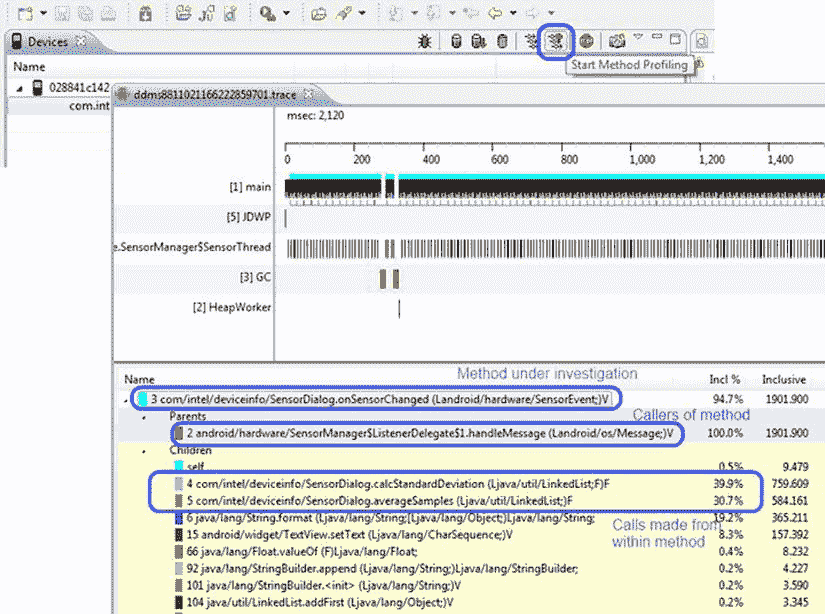 Devices
Start Method Profiling
Name
028841c142
com.int
ddms8811021166222859701.trace
msec: 2,120
0 200 400 600 800 1,000 1,200 1,400
[1] main
[5] JDWP
e.SensorManager$SensorThread
[3] GC
[2] HeapWorker
Method under investigation
Name Incl % Inclusive
3 com/intel/deviceinfo/SensorDialog.onSensorChanged (Landroid/hardware/SensorEvent;)V 94.7% 1901.900
Callers of method
Parents
2 android/hardware/SensorManager$ListenerDelegate$1.handleMessage (Landroid/os/Message;)V 100.0% 1901.900
Children
self 0.5% 9.479
4 com/intel/deviceinfo/SensorDialog.calcStandardDeviation (Ljava/util/LinkedList;F)F 39.9% 759.609
5 com/intel/deviceinfo/SensorDialog.averageSamples (Ljava/util/LinkedList;)F 30.7% 584.161
6 java/lang/String.format (Ljava/lang/String;[Ljava/lang/Object;)Ljava/lang/String; 19.2% 365.211
Calls made from
within method
15 android/widget/TextView.setText (Ljava/lang/CharSequence;)V 8.3% 157.392
66 java/lang/Float.valueOf (F)Ljava/lang/Float; 0.4% 8.232
92 java/lang/StringBuilder.append (Ljava/lang/String;)Ljava/lang/StringBuilder; 0.2% 4.227
101 java/lang/StringBuilder.<init> (Ljava/lang/String;)V 0.2% 3.590
104 java/util/LinkedList.addFirst (Ljava/lang/Object;)V 0.2% 3.345